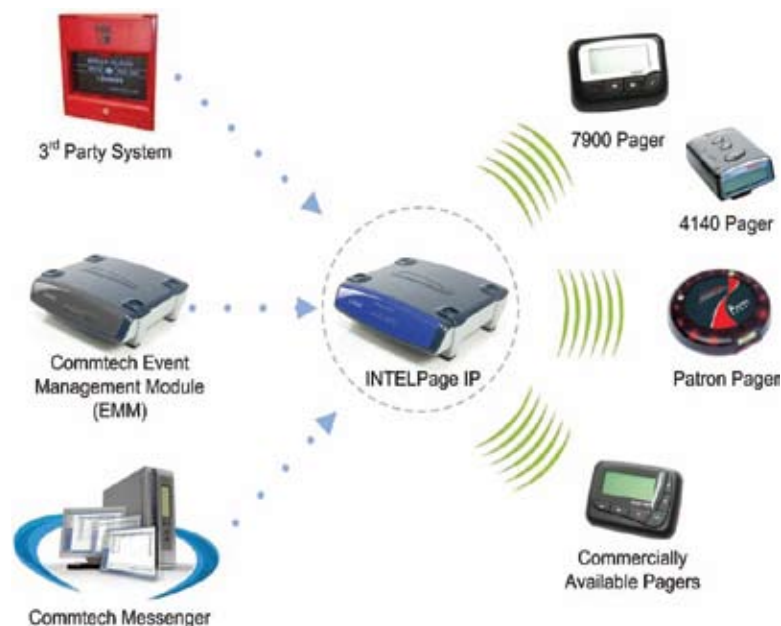 3rd Party System
7900 Pager
4140 Pager
Commtech Event
Management Module
(EMM)
INTELPage IP
Patron Pager
Commtech Messenger
Commercially
Available Pagers